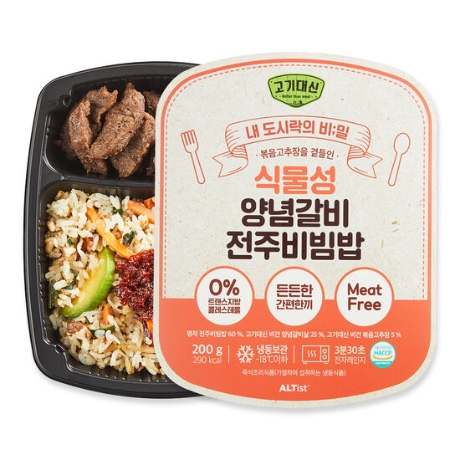 고기대신
내 도시락의 비;밀
볶음고추장을 곁들인
식물성
양념갈비
전주비빔밥
0%
트랜스지방
콜레스테롤
든든한
간편한끼
Meat
Free
명작 전주비빔밥 60 %, 고기대신 비건 양념갈비살 25 %, 고기대신 비건 볶음고추장 5 %
200 g
290 kcal
냉동보관
-18℃이하
3분30초
전자레인지
HACCP
즉석조리식품(가열하여 섭취하는 냉동식품)
ALTist